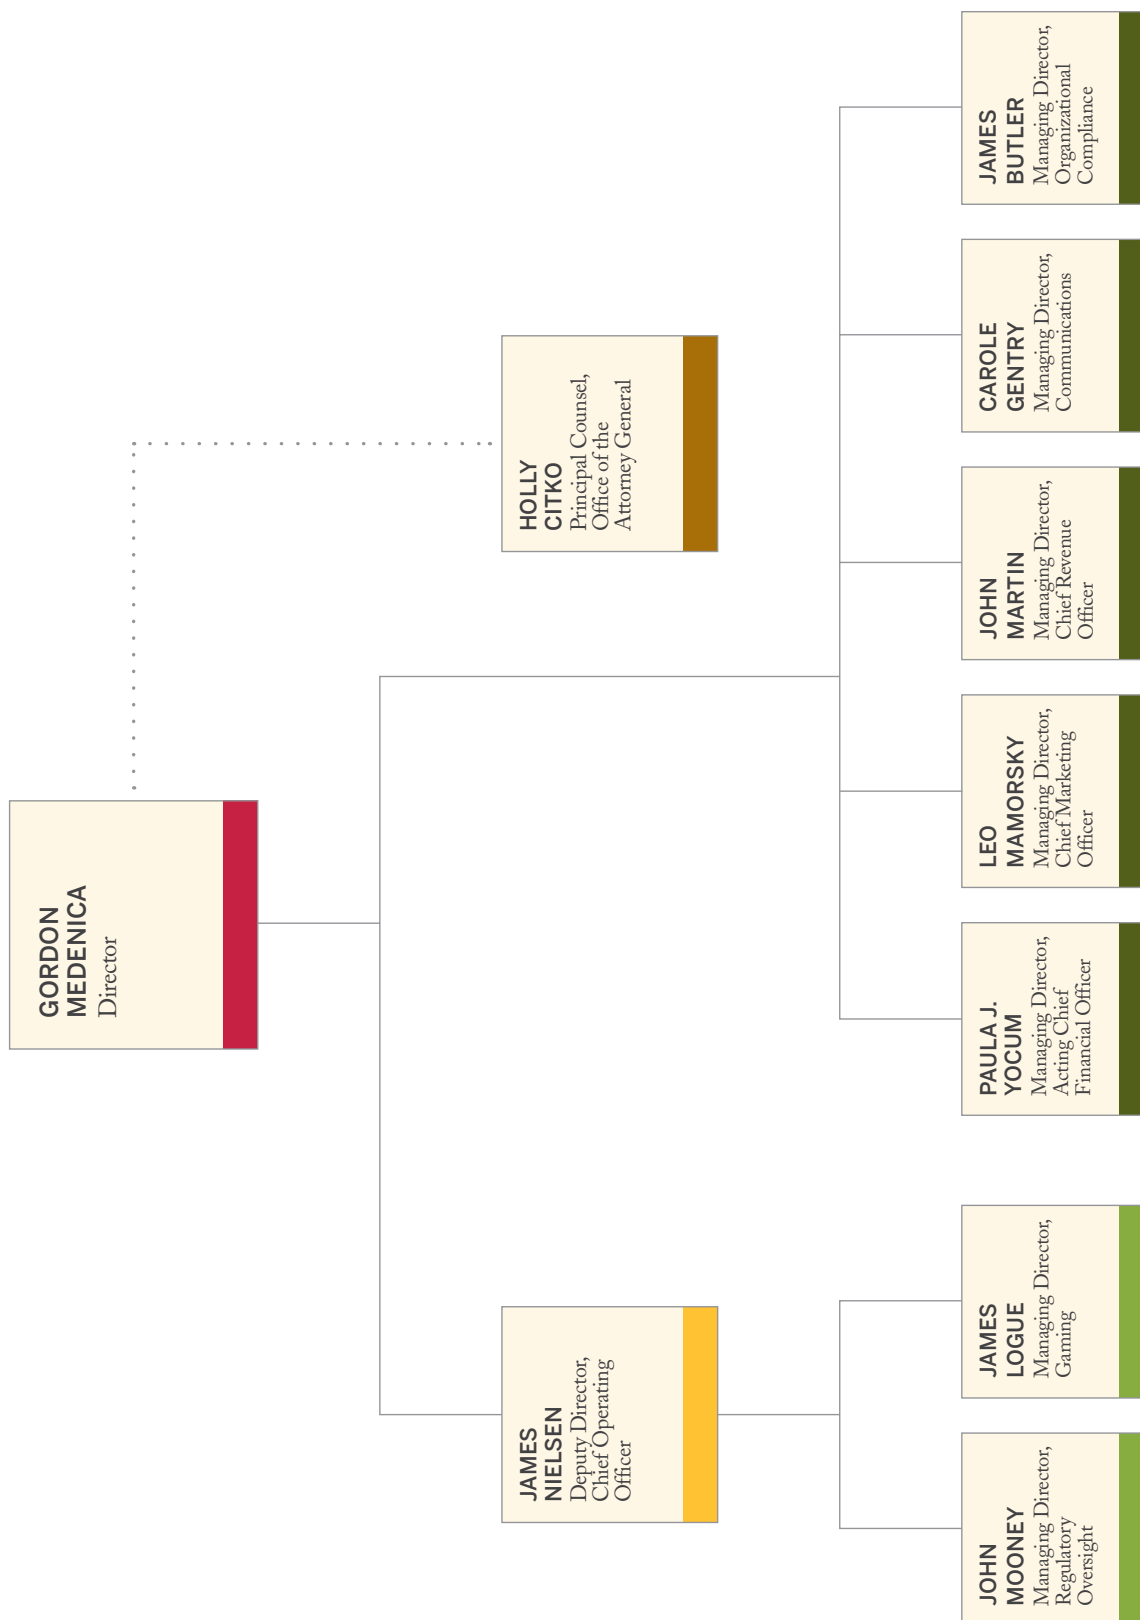 GORDON
MEDENICA
Director
JAMES
NIELSEN
Deputy Director,
Chief Operating
Officer
HOLLY
CITKO
Principal Counsel,
Office of the
Attorney General
JOHN
MOONEY
Managing Director,
Regulatory
Oversight
JAMES
LOGUE
Managing Director,
Gaming
PAULA J.
YOCUM
Managing Director,
Acting Chief
Financial Officer
LEO
MAMORSKY
Managing Director,
Chief Marketing
Officer
JOHN
MARTIN
Managing Director,
Chief Revenue
Officer
CAROLE
GENTRY
Managing Director,
Communications
JAMES
BUTLER
Managing Director,
Organizational
Compliance